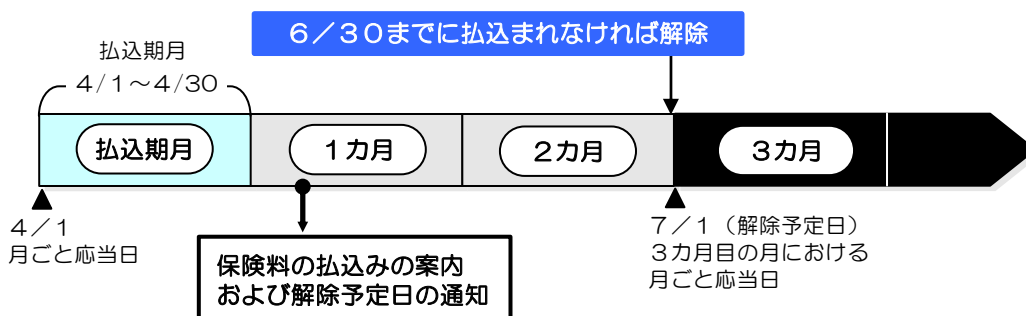 ６／３０までに払込まれなければ解除
払込期月
４/１～４/30
払込期月
１カ月
２カ月
３カ月
４／１
月ごと応当日
保険料の払込みの案内
および解除予定日の通知
７／１（解除予定日）
３カ月目の月における
月ごと応当日